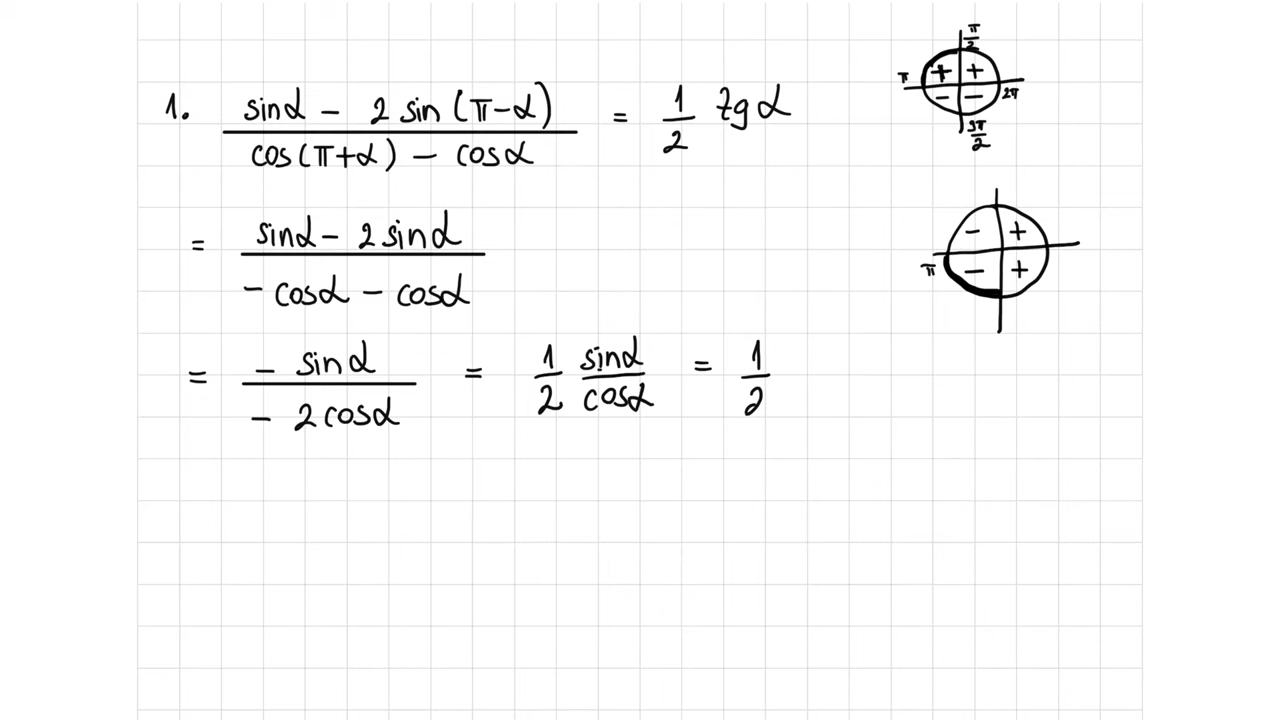 1. (sinα - 2 sin(π-α)) / (cos(π+α) - cosα) = 1/2 tgα
= (sinα - 2sinα) / (-cosα - cosα)
= (- sinα) / (- 2cosα) = 1/2 sinα/cosα = 1/2
π/2
π + +
- - 2π
3π/2
- +
π - +